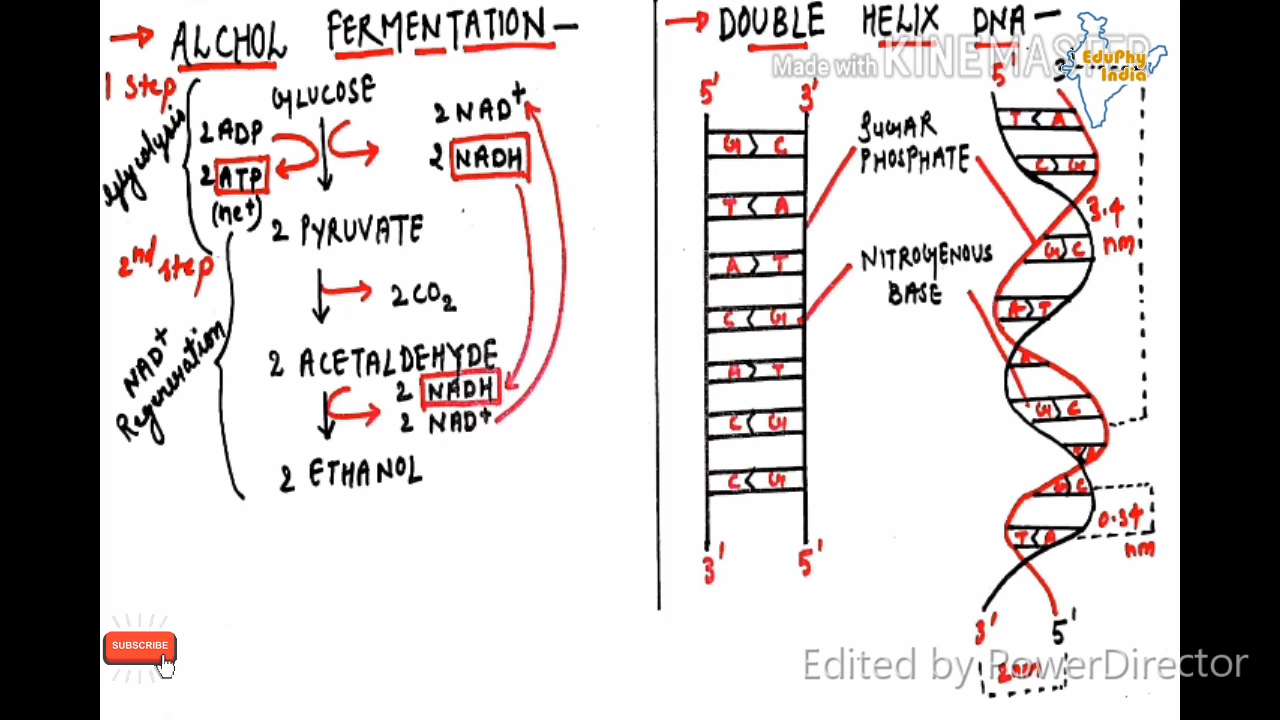 → ALCHOL FERMENTATION —
1 Step
Glycolysis
GLUCOSE
2 ADP
2 ATP
(net)
2 NAD+
2 NADH
2 PYRUVATE
2nd step
NAD+
Regeneration
2 CO2
2 ACETALDEHYDE
2 NADH
2 NAD+
2 ETHANOL
SUBSCRIBE
→ DOUBLE HELIX DNA —
Made with KINEMASTER
EduPhy
India
5' 3'
G C
T A
A T
C G
A T
C G
C G
3' 5'
SUGAR
PHOSPHATE
NITROGENOUS
BASE
5' 3'
T A
C G
G C
A T
A
G C
A
G C
T A
3.4
nm
0.34
nm
3' 5'
2nm
Edited by PowerDirector